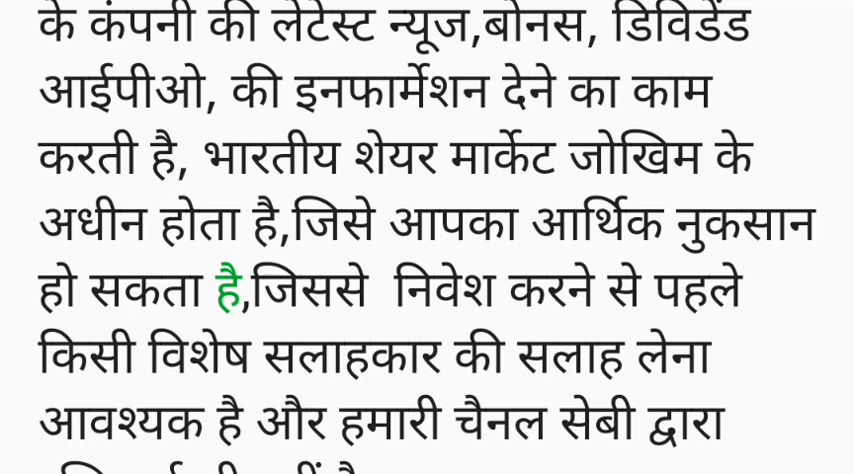 के कंपनी की लेटेस्ट न्यूज,बोनस, डिविडेंड
आईपीओ, की इनफार्मेशन देने का काम
करती है, भारतीय शेयर मार्केट जोखिम के
अधीन होता है,जिसे आपका आर्थिक नुकसान
हो सकता है,जिससे  निवेश करने से पहले
किसी विशेष सलाहकार की सलाह लेना
आवश्यक है और हमारी चैनल सेबी द्वारा